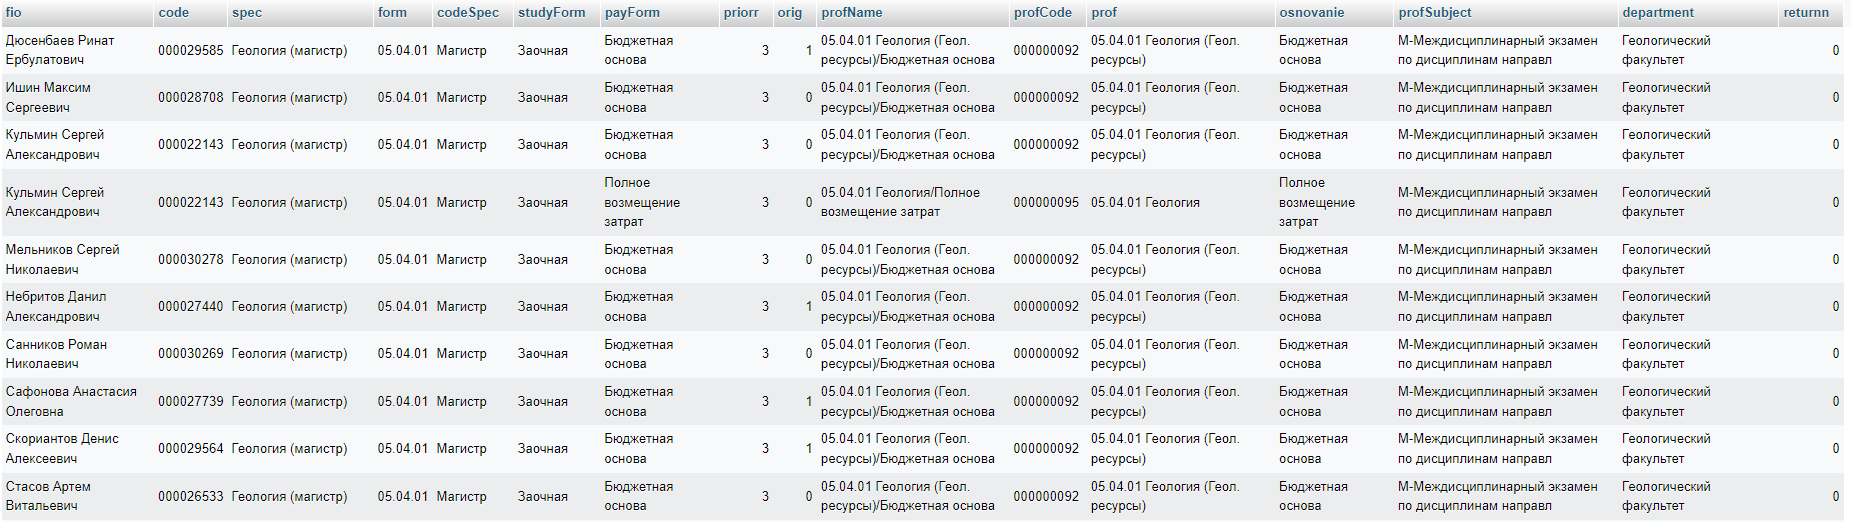 fio code spec form codeSpec studyForm payForm priorr orig profName profCode prof osnovanie profSubject department returnn
Дюсенбаев Ринат Бюджетная 05.04.01 Геология (Геол. 05.04.01 Геология (Геол. Бюджетная М-Междисциплинарный экзамен Геологический
000029585 Геология (магистр) 05.04.01 Магистр Заочная 3 1 000000092 0
Ербулатович основа ресурсы)/Бюджетная основа ресурсы) основа по дисциплинам направл факультет
Ишин Максим Бюджетная 05.04.01 Геология (Геол. 05.04.01 Геология (Геол. Бюджетная М-Междисциплинарный экзамен Геологический
000028708 Геология (магистр) 05.04.01 Магистр Заочная 3 0 000000092 0
Сергеевич основа ресурсы)/Бюджетная основа ресурсы) основа по дисциплинам направл факультет
Кульмин Сергей Бюджетная 05.04.01 Геология (Геол. 05.04.01 Геология (Геол. Бюджетная М-Междисциплинарный экзамен Геологический
000022143 Геология (магистр) 05.04.01 Магистр Заочная 3 0 000000092 0
Александрович основа ресурсы)/Бюджетная основа ресурсы) основа по дисциплинам направл факультет
Полное Полное
Кульмин Сергей 05.04.01 Геология/Полное М-Междисциплинарный экзамен Геологический
000022143 Геология (магистр) 05.04.01 Магистр Заочная возмещение 3 0 000000095 05.04.01 Геология возмещение 0
Александрович возмещение затрат по дисциплинам направл факультет
затрат затрат
Мельников Сергей Бюджетная 05.04.01 Геология (Геол. 05.04.01 Геология (Геол. Бюджетная М-Междисциплинарный экзамен Геологический
000030278 Геология (магистр) 05.04.01 Магистр Заочная 3 0 000000092 0
Николаевич основа ресурсы)/Бюджетная основа ресурсы) основа по дисциплинам направл факультет
Небритов Данил Бюджетная 05.04.01 Геология (Геол. 05.04.01 Геология (Геол. Бюджетная М-Междисциплинарный экзамен Геологический
000027440 Геология (магистр) 05.04.01 Магистр Заочная 3 1 000000092 0
Александрович основа ресурсы)/Бюджетная основа ресурсы) основа по дисциплинам направл факультет
Санников Роман Бюджетная 05.04.01 Геология (Геол. 05.04.01 Геология (Геол. Бюджетная М-Междисциплинарный экзамен Геологический
000030269 Геология (магистр) 05.04.01 Магистр Заочная 3 0 000000092 0
Николаевич основа ресурсы)/Бюджетная основа ресурсы) основа по дисциплинам направл факультет
Сафонова Анастасия Бюджетная 05.04.01 Геология (Геол. 05.04.01 Геология (Геол. Бюджетная М-Междисциплинарный экзамен Геологический
000027739 Геология (магистр) 05.04.01 Магистр Заочная 3 1 000000092 0
Олеговна основа ресурсы)/Бюджетная основа ресурсы) основа по дисциплинам направл факультет
Скориантов Денис Бюджетная 05.04.01 Геология (Геол. 05.04.01 Геология (Геол. Бюджетная М-Междисциплинарный экзамен Геологический
000029564 Геология (магистр) 05.04.01 Магистр Заочная 3 1 000000092 0
Алексеевич основа ресурсы)/Бюджетная основа ресурсы) основа по дисциплинам направл факультет
Стасов Артем Бюджетная 05.04.01 Геология (Геол. 05.04.01 Геология (Геол. Бюджетная М-Междисциплинарный экзамен Геологический
000026533 Геология (магистр) 05.04.01 Магистр Заочная 3 0 000000092 0
Витальевич основа ресурсы)/Бюджетная основа ресурсы) основа по дисциплинам направл факультет